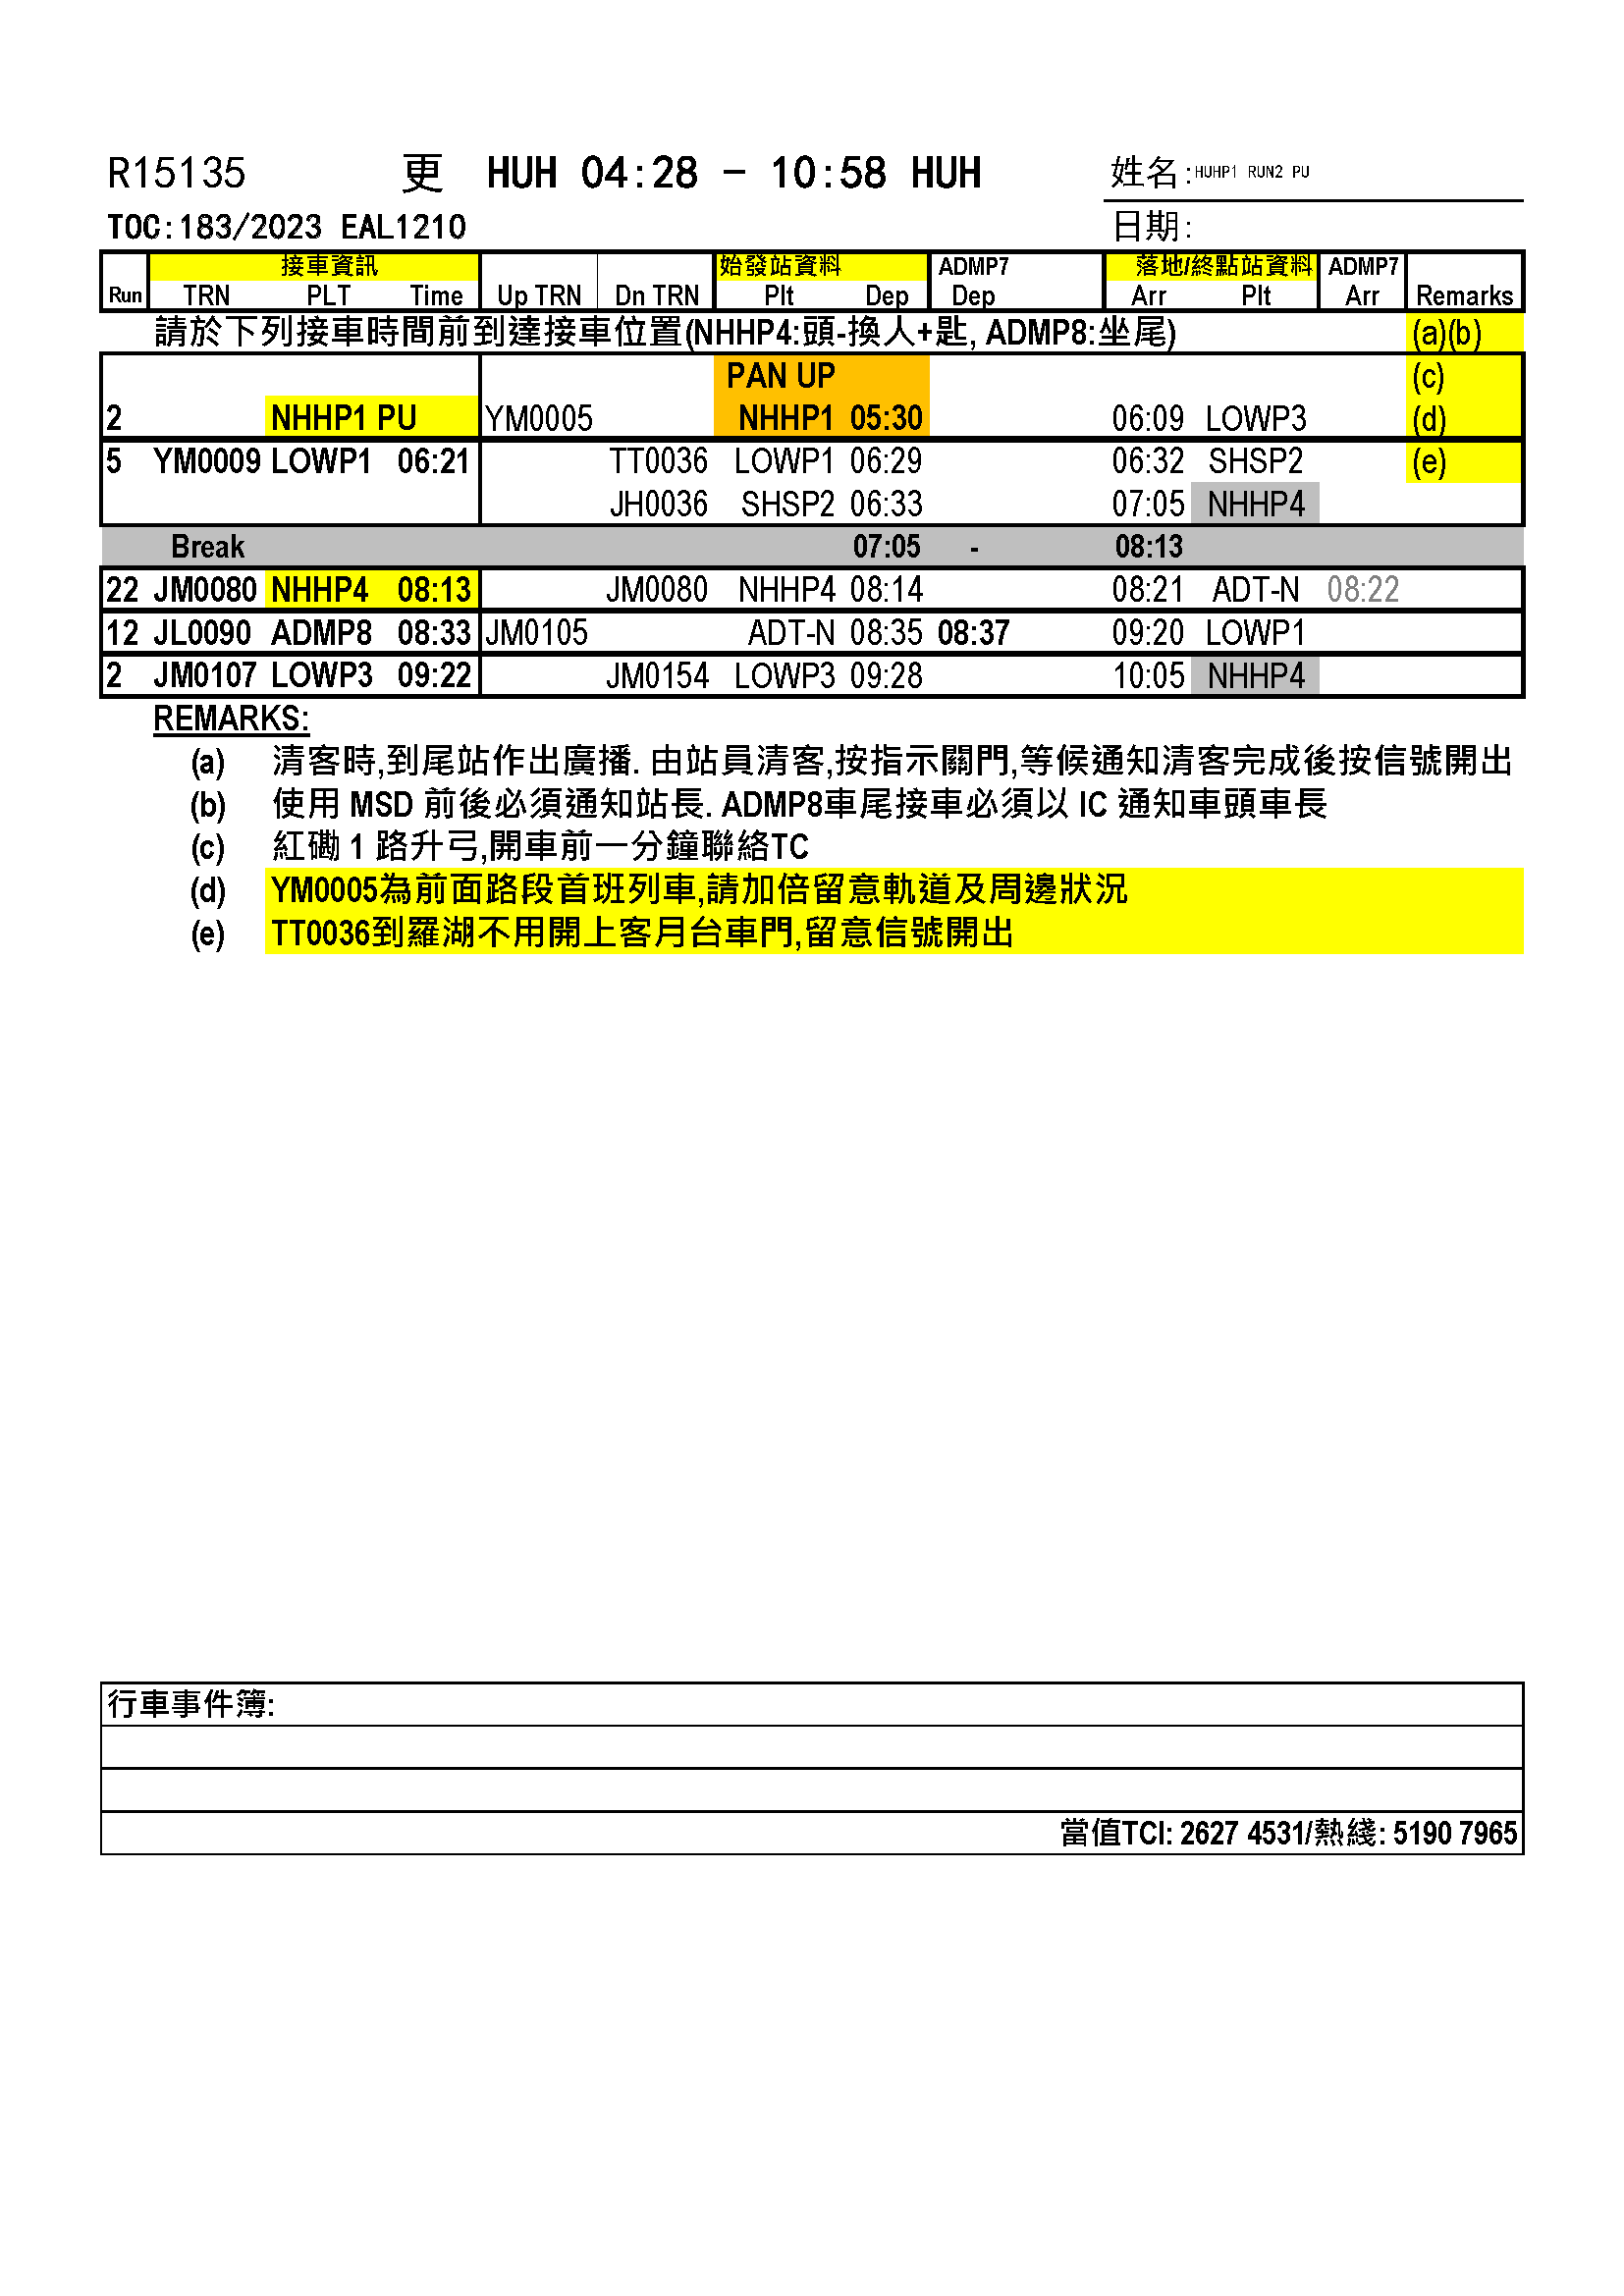 R15135 更 HUH 04:28 - 10:58 HUH 姓名:HUHP1 RUN2 PU
TOC:183/2023 EAL1210 日期:
接車資訊 始發站資料 ADMP7 落地/終點站資料 ADMP7
Run TRN PLT Time Up TRN Dn TRN Plt Dep Dep Arr Plt Arr Remarks
請於下列接車時間前到達接車位置(NHHP4:頭-換人+匙, ADMP8:坐尾) (a)(b)
PAN UP (c)
2 NHHP1 PU YM0005 NHHP1 05:30 06:09 LOWP3 (d)
5 YM0009 LOWP1 06:21 TT0036 LOWP1 06:29 06:32 SHSP2 (e)
JH0036 SHSP2 06:33 07:05 NHHP4
Break 07:05 - 08:13
22 JM0080 NHHP4 08:13 JM0080 NHHP4 08:14 08:21 ADT-N 08:22
12 JL0090 ADMP8 08:33 JM0105 ADT-N 08:35 08:37 09:20 LOWP1
2 JM0107 LOWP3 09:22 JM0154 LOWP3 09:28 10:05 NHHP4
REMARKS:
(a) 清客時,到尾站作出廣播. 由站員清客,按指示關門,等候通知清客完成後按信號開出
(b) 使用 MSD 前後必須通知站長. ADMP8車尾接車必須以 IC 通知車頭車長
(c) 紅磡 1 路升弓,開車前一分鐘聯絡TC
(d) YM0005為前面路段首班列車,請加倍留意軌道及周邊狀況
(e) TT0036到羅湖不用開上客月台車門,留意信號開出
行車事件簿:
當值TCI: 2627 4531/熱綫: 5190 7965